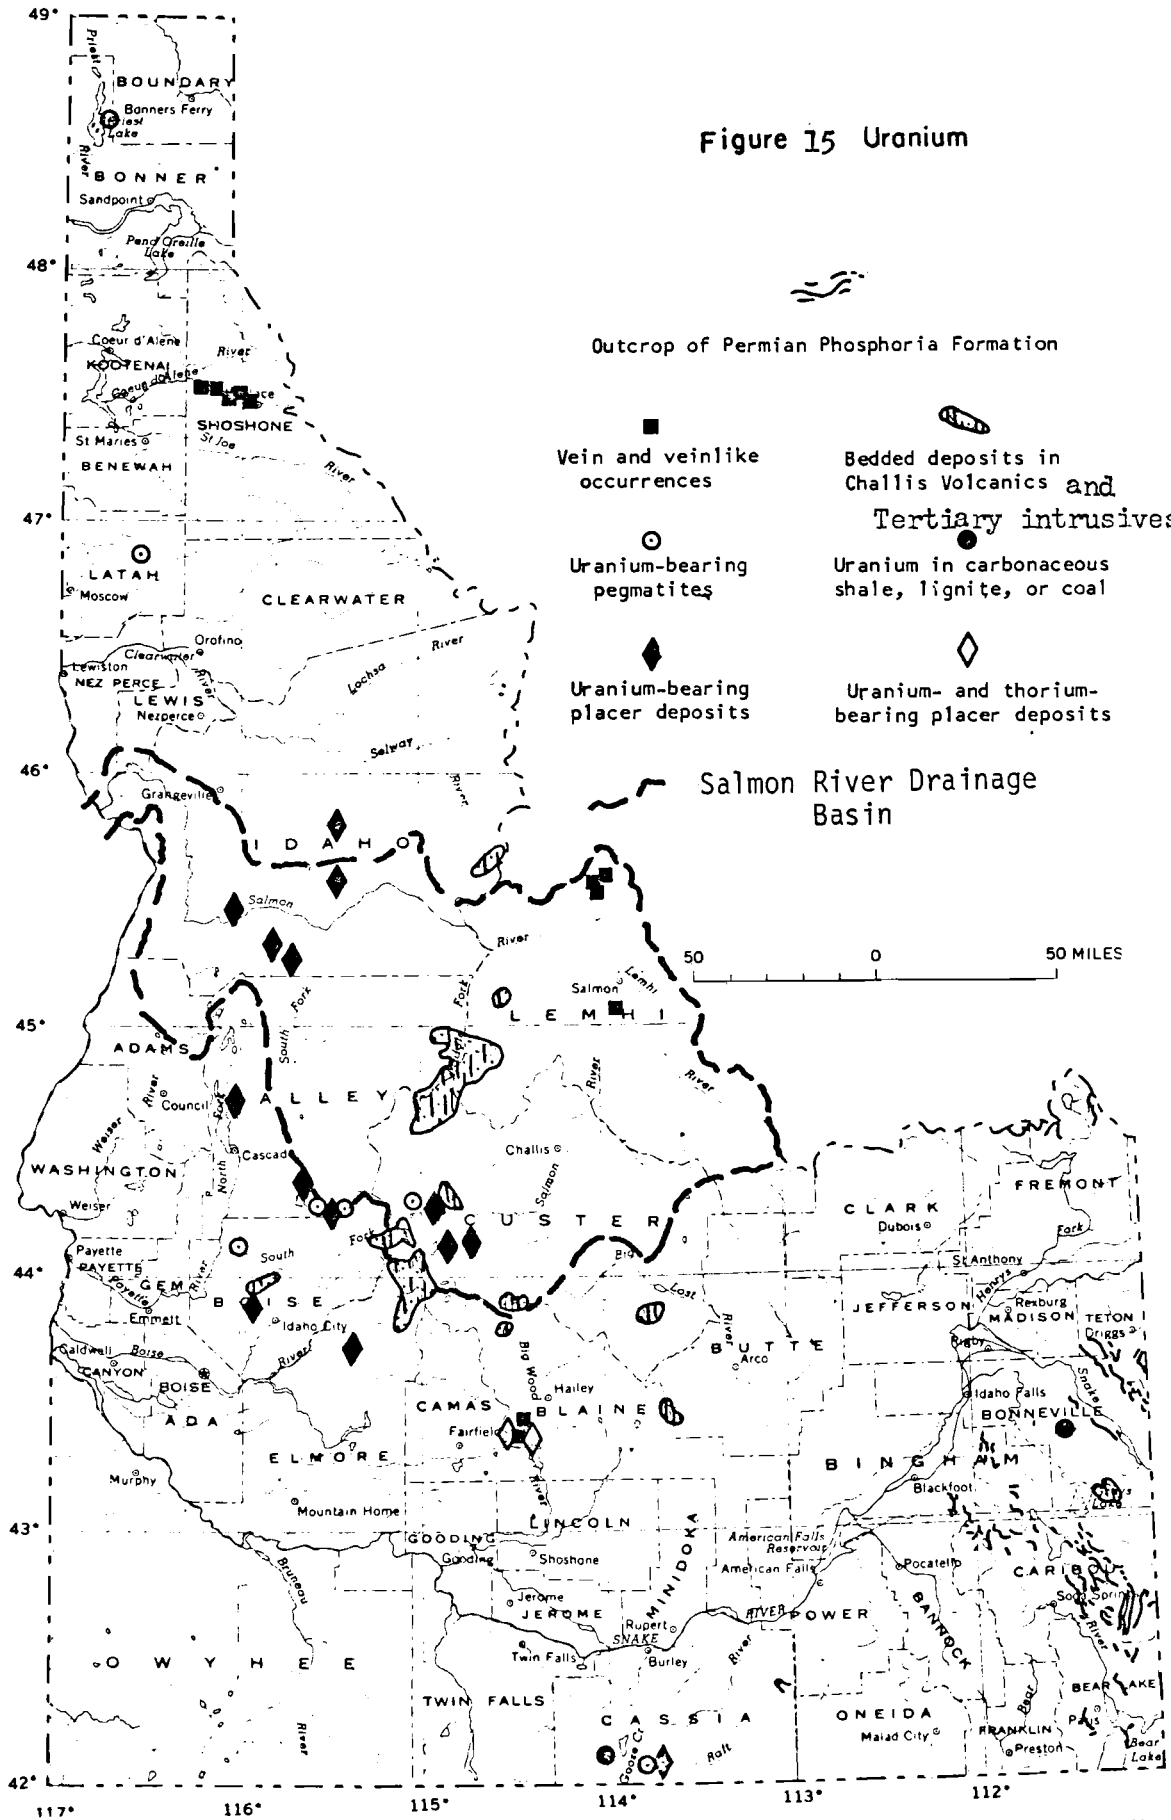 Figure 15 Uranium
Outcrop of Permian Phosphoria Formation
Vein and veinlike
occurrences
Bedded deposits in
Challis Volcanics and
Tertiary intrusives
Uranium-bearing
pegmatites
Uranium in carbonaceous
shale, lignite, or coal
Uranium-bearing
placer deposits
Uranium- and thorium-
bearing placer deposits
Salmon River Drainage
Basin
50 0 50 MILES
49°
Priest
BOUNDARY
Bonners Ferry
Lake
River
BONNER
Sandpoint
Pend Oreille
Lake
48°
Coeur d'Alene
River
KOOTENAI
Coeur d'Alene
SHOSHONE
St Maries
St Joe
BENEWAH
River
47°
LATAH
Moscow
CLEARWATER
Orofino
River
Clearwater
Lewiston
NEZ PERCE
River
Lochsa
LEWIS
Nezperce
Selway
46°
Grangeville
River
IDAHO
Salmon
River
Lemhi
Salmon
Fork
Fork
LEMHI
45°
ADAMS
South
Middle
River
River
River
Council
Fork
ALLEY
Weiser
Challis
Cascad
WASHINGTON
North
Salmon
FREMONT
CLARK
Weiser
CUSTER
Dubois
Fork
Fork
Payette
South
Big
St Anthony
PAYETTE
44°
GEM
River
Henrys
Payette
BOISE
Lost
JEFFERSON
Rexburg
MADISON
TETON
Emmett
Idaho City
River
BUTTE
Driggs
Rigby
Caldwell
Boise
River
Arco
CANYON
BOISE
Big Wood
Hailey
Idaho Falls
Snake
ADA
CAMAS
BLAINE
BONNEVILLE
Fairfield
ELMORE
BINGHAM
Murphy
River
Blackfoot
Lake
Mountain Home
LINCOLN
43°
GOODING
MINIDOKA
American Falls
Reservoir
Gooding
Shoshone
American Falls
Pocatello
CARIBOU
Bruneau
Soda Springs
Jerome
JEROME
RIVER
POWER
BANNOCK
Rupert
SNAKE
River
River
Twin Falls
Burley
OWYHEE
BEAR LAKE
TWIN FALLS
ONEIDA
CASSIA
Bear
Paris
Malad City
FRANKLIN
River
Goose Cr
Raft
Preston
Bear
Lake
42°
117° 116° 115° 114° 113° 112°